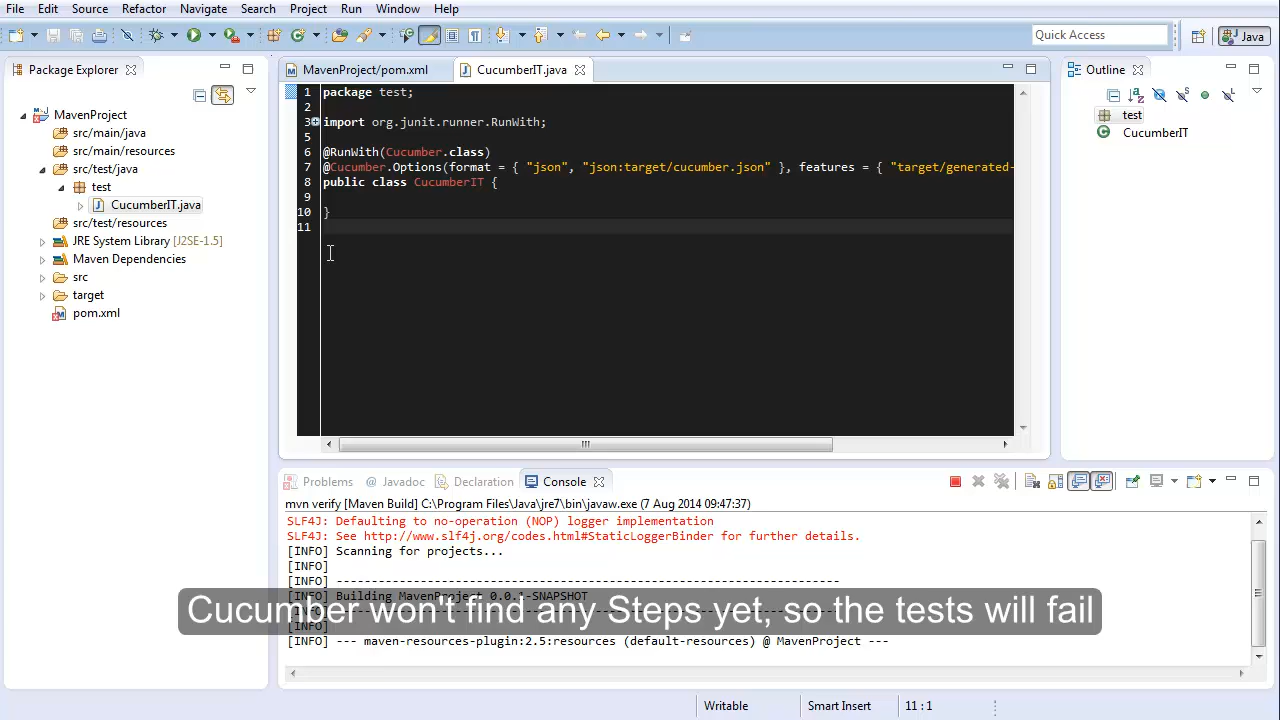 File Edit Source Refactor Navigate Search Project Run Window Help
Quick Access
Java
Package Explorer
MavenProject
src/main/java
src/main/resources
src/test/java
test
CucumberIT.java
src/test/resources
JRE System Library [J2SE-1.5]
Maven Dependencies
src
target
pom.xml
MavenProject/pom.xml
CucumberIT.java
1 package test;
2
3 import org.junit.runner.RunWith;
5
6 @RunWith(Cucumber.class)
7 @Cucumber.Options(format = { "json", "json:target/cucumber.json" }, features = { "target/generated-
8 public class CucumberIT {
9
10 }
11
Outline
test
CucumberIT
Problems @ Javadoc Declaration Console
mvn verify [Maven Build] C:\Program Files\Java\jre7\bin\javaw.exe (7 Aug 2014 09:47:37)
SLF4J: Defaulting to no-operation (NOP) logger implementation
SLF4J: See http://www.slf4j.org/codes.html#StaticLoggerBinder for further details.
[INFO] Scanning for projects...
[INFO]
[INFO] ------------------------------------------------------------------------
[INFO] Building MavenProject 0.0.1-SNAPSHOT
Cucumber won't find any Steps yet, so the tests will fail
[INFO]
[INFO] --- maven-resources-plugin:2.5:resources (default-resources) @ MavenProject ---
Writable Smart Insert 11 : 1